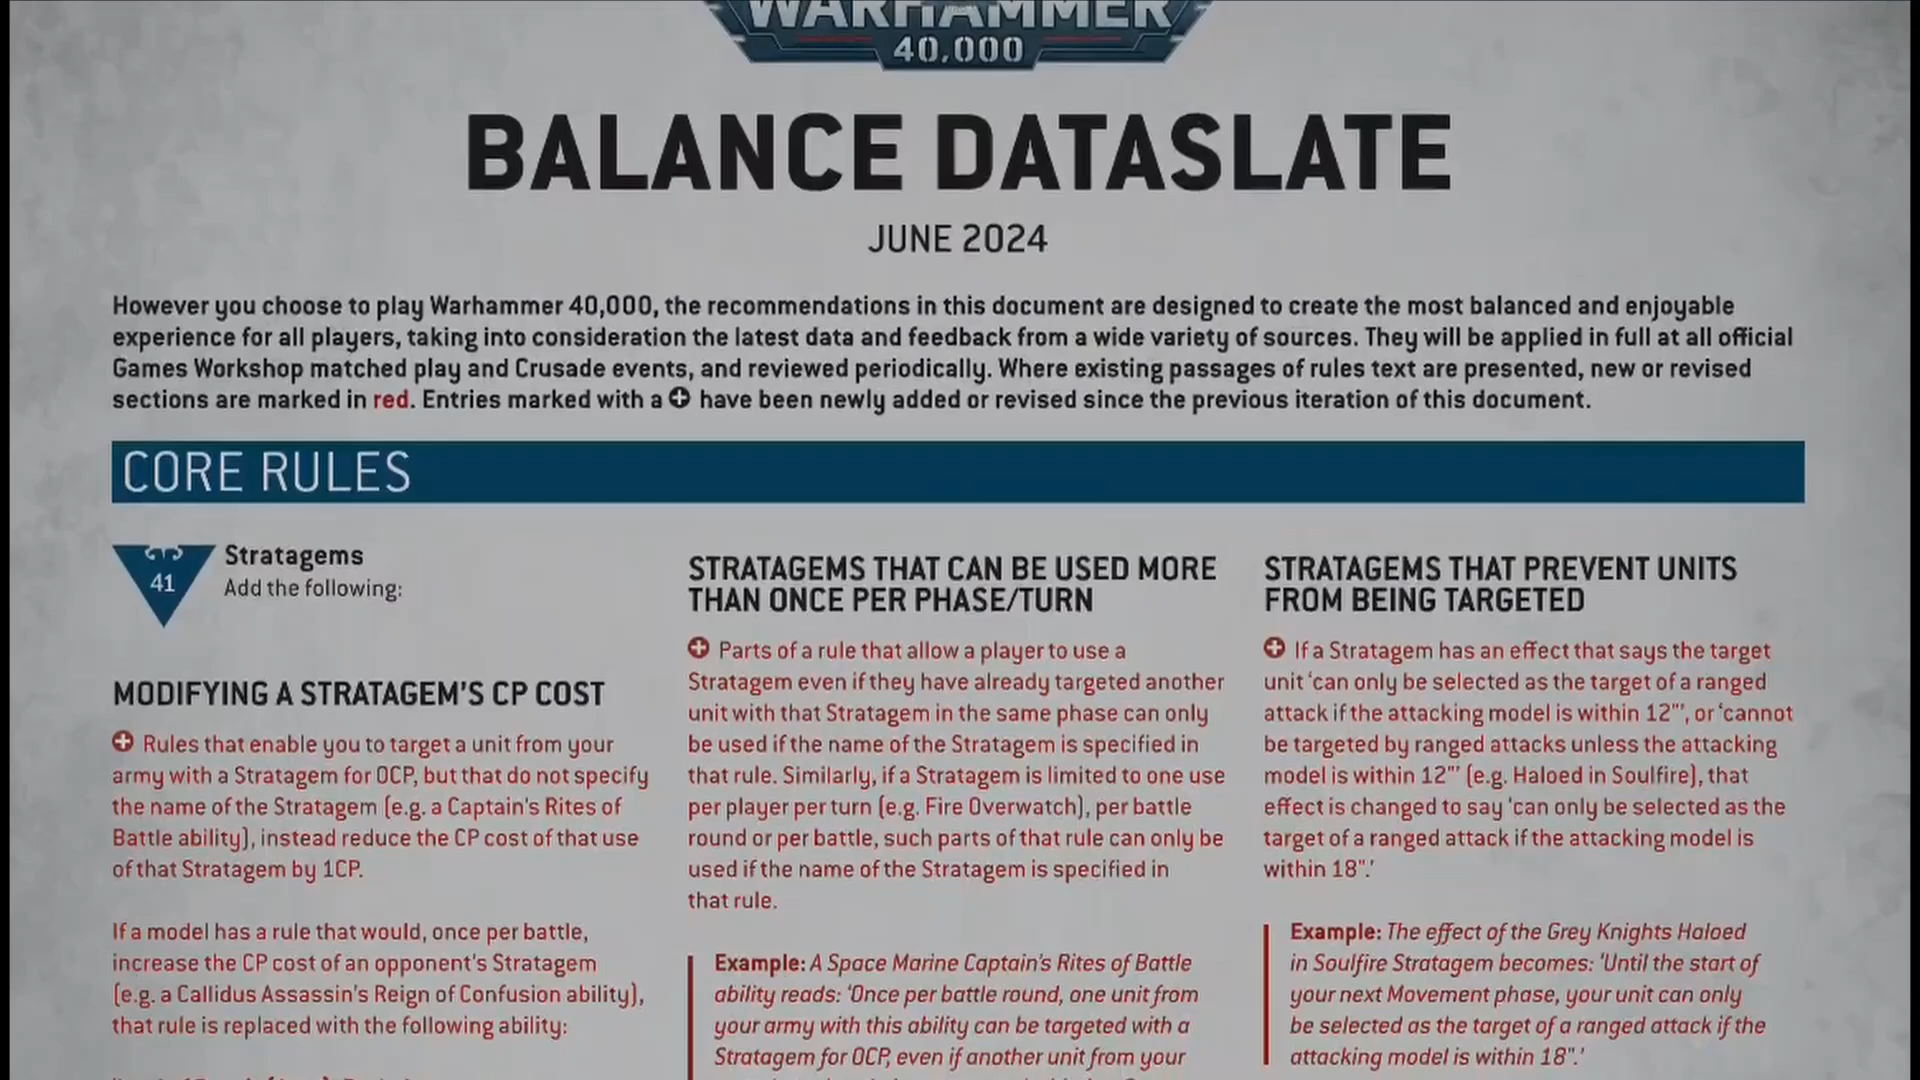 WARHAMMER
40,000
BALANCE DATASLATE
JUNE 2024
However you choose to play Warhammer 40,000, the recommendations in this document are designed to create the most balanced and enjoyable
experience for all players, taking into consideration the latest data and feedback from a wide variety of sources. They will be applied in full at all official
Games Workshop matched play and Crusade events, and reviewed periodically. Where existing passages of rules text are presented, new or revised
sections are marked in red. Entries marked with a have been newly added or revised since the previous iteration of this document.
CORE RULES
41
Stratagems
Add the following:
MODIFYING A STRATAGEM'S CP COST
Rules that enable you to target a unit from your
army with a Stratagem for 0CP, but that do not specify
the name of the Stratagem (e.g. a Captain's Rites of
Battle ability), instead reduce the CP cost of that use
of that Stratagem by 1CP.
If a model has a rule that would, once per battle,
increase the CP cost of an opponent's Stratagem
(e.g. a Callidus Assassin's Reign of Confusion ability),
that rule is replaced with the following ability:
STRATAGEMS THAT CAN BE USED MORE
THAN ONCE PER PHASE/TURN
Parts of a rule that allow a player to use a
Stratagem even if they have already targeted another
unit with that Stratagem in the same phase can only
be used if the name of the Stratagem is specified in
that rule. Similarly, if a Stratagem is limited to one use
per player per turn (e.g. Fire Overwatch), per battle
round or per battle, such parts of that rule can only be
used if the name of the Stratagem is specified in
that rule.
Example: A Space Marine Captain's Rites of Battle
ability reads: 'Once per battle round, one unit from
your army with this ability can be targeted with a
Stratagem for 0CP, even if another unit from your
STRATAGEMS THAT PREVENT UNITS
FROM BEING TARGETED
If a Stratagem has an effect that says the target
unit 'can only be selected as the target of a ranged
attack if the attacking model is within 12"', or 'cannot
be targeted by ranged attacks unless the attacking
model is within 12"' (e.g. Haloed in Soulfire), that
effect is changed to say 'can only be selected as the
target of a ranged attack if the attacking model is
within 18".'
Example: The effect of the Grey Knights Haloed
in Soulfire Stratagem becomes: 'Until the start of
your next Movement phase, your unit can only
be selected as the target of a ranged attack if the
attacking model is within 18".'